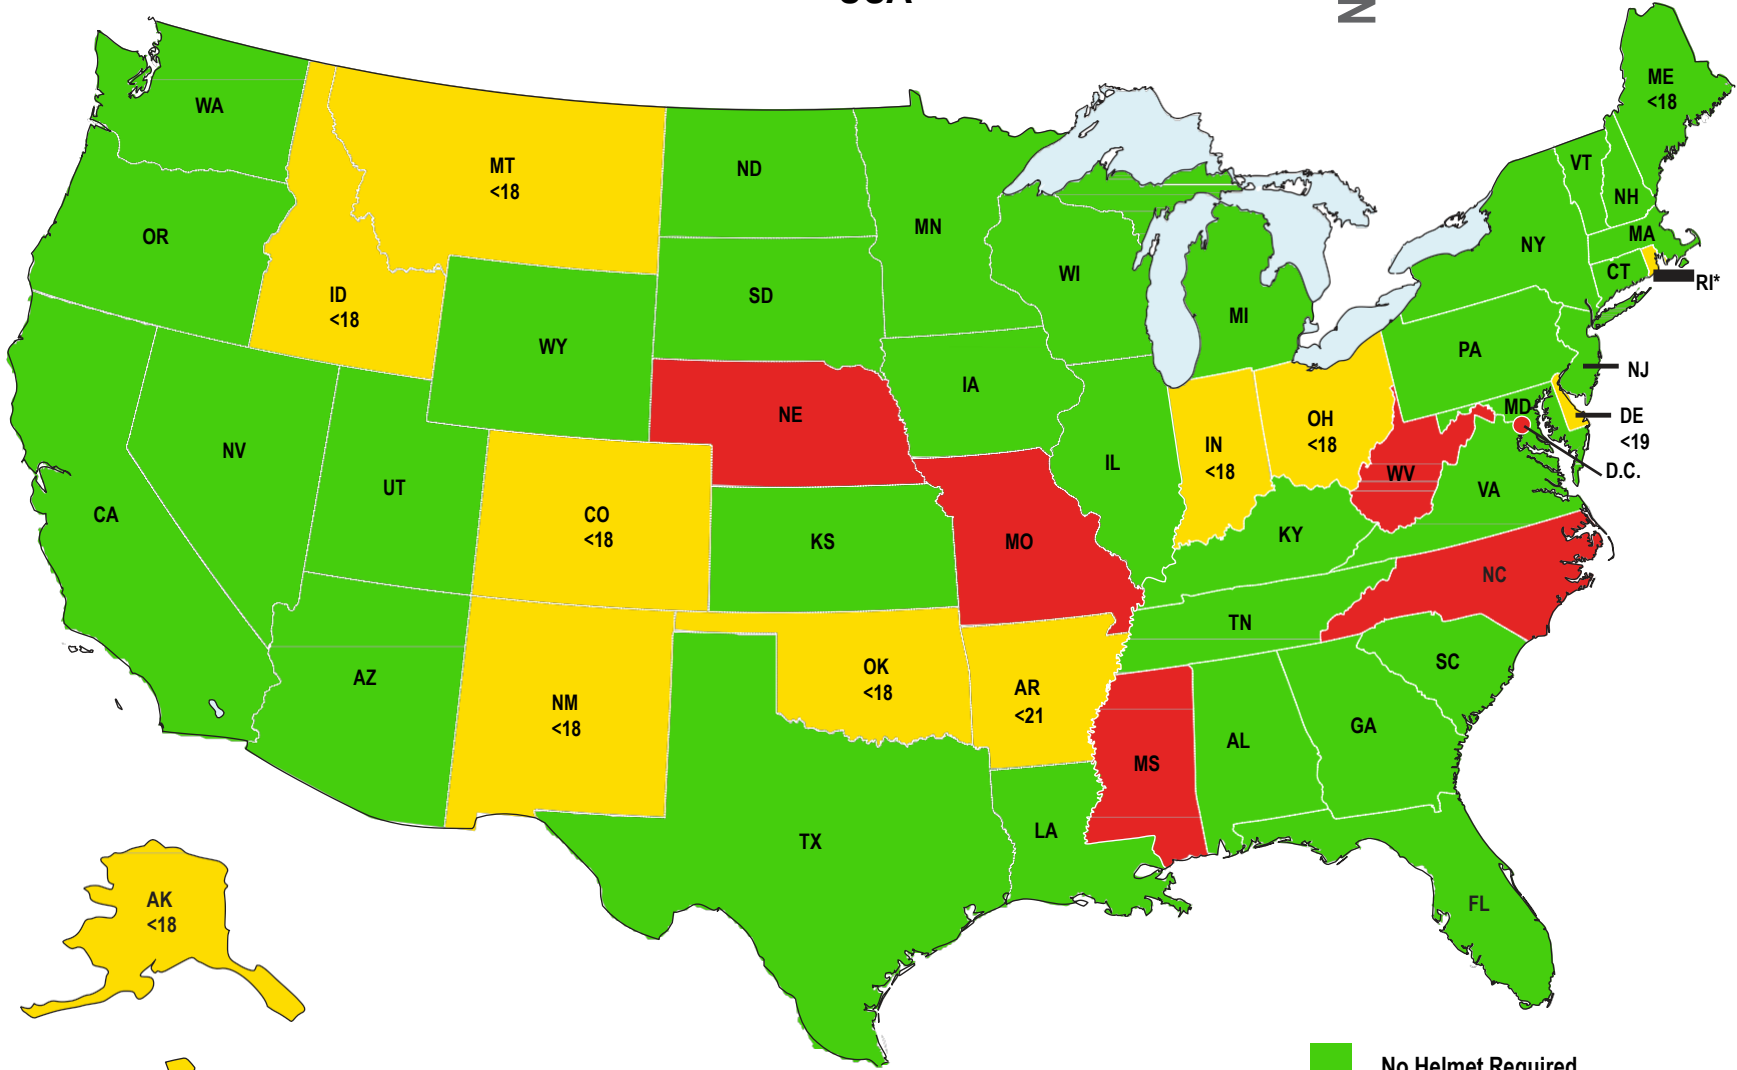 USA
N
WA
MT
<18
ND
MN
ME
<18
VT
NH
OR
ID
<18
SD
WI
MI
NY
MA
CT
RI*
WY
NE
IA
PA
NJ
NV
UT
CO
<18
KS
MO
IL
IN
<18
OH
<18
WV
MD
DE
<19
D.C.
VA
KY
CA
AZ
NM
<18
OK
<18
AR
<21
TN
NC
SC
MS
AL
GA
TX
LA
FL
AK
<18
No Helmet Required